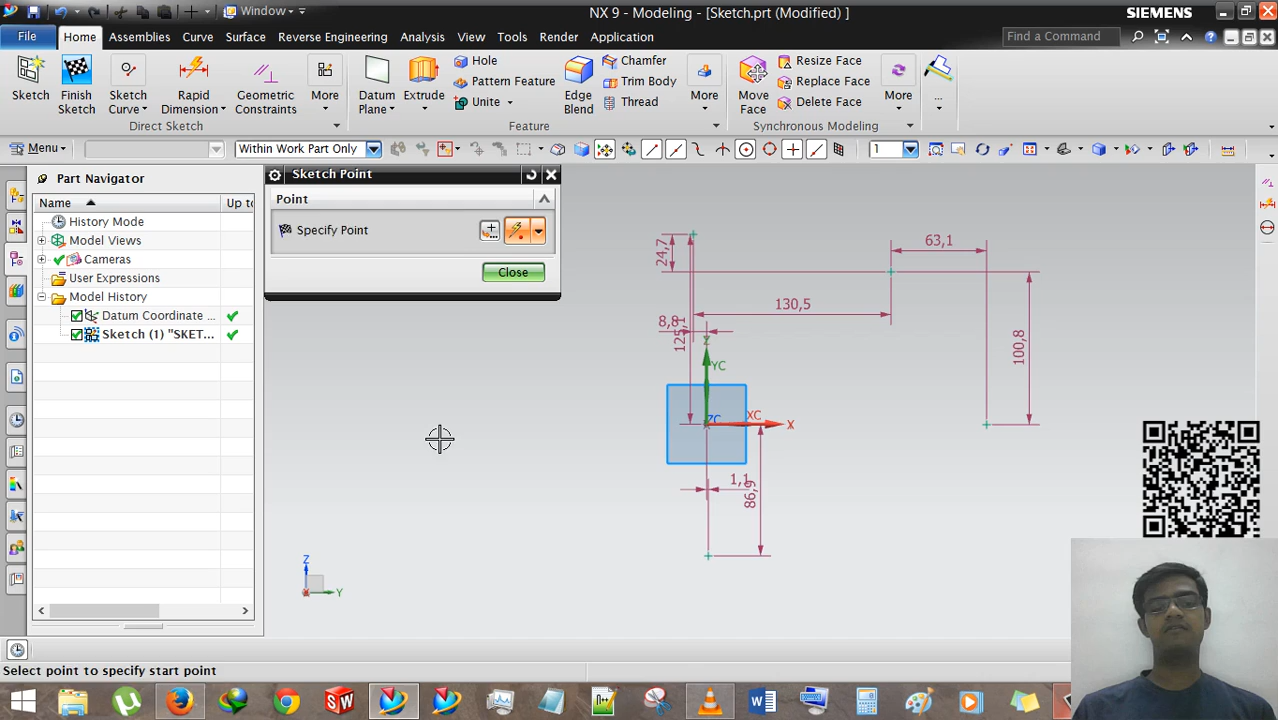 Window
NX 9 - Modeling - [Sketch.prt (Modified) ]
SIEMENS
File
Home
Assemblies
Curve
Surface
Reverse Engineering
Analysis
View
Tools
Render
Application
Find a Command
Sketch
Finish
Sketch
Sketch
Curve
Rapid
Dimension
Geometric
Constraints
More
Direct Sketch
Datum
Plane
Extrude
Hole
Pattern Feature
Unite
Edge
Blend
Chamfer
Trim Body
Thread
More
Feature
Move
Face
Resize Face
Replace Face
Delete Face
More
Synchronous Modeling
...
Menu
Within Work Part Only
1
Part Navigator
Name
Up to
History Mode
Model Views
Cameras
User Expressions
Model History
Datum Coordinate ...
Sketch (1) "SKET...
Sketch Point
Point
Specify Point
Close
24,7
63,1
130,5
8,8
125,1
100,8
Z
YC
ZC
XC
X
1,1
86,9
Z
X
Y
Select point to specify start point
SW
W